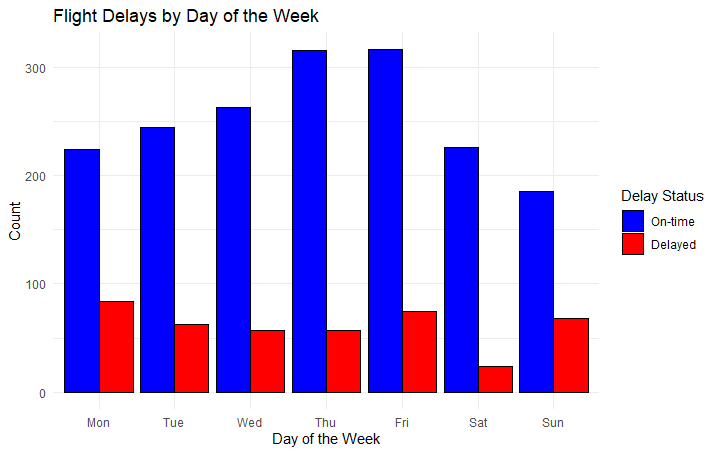 Flight Delays by Day of the Week
300
200
100
0
Count
Mon Tue Wed Thu Fri Sat Sun
Day of the Week
Delay Status
On-time
Delayed